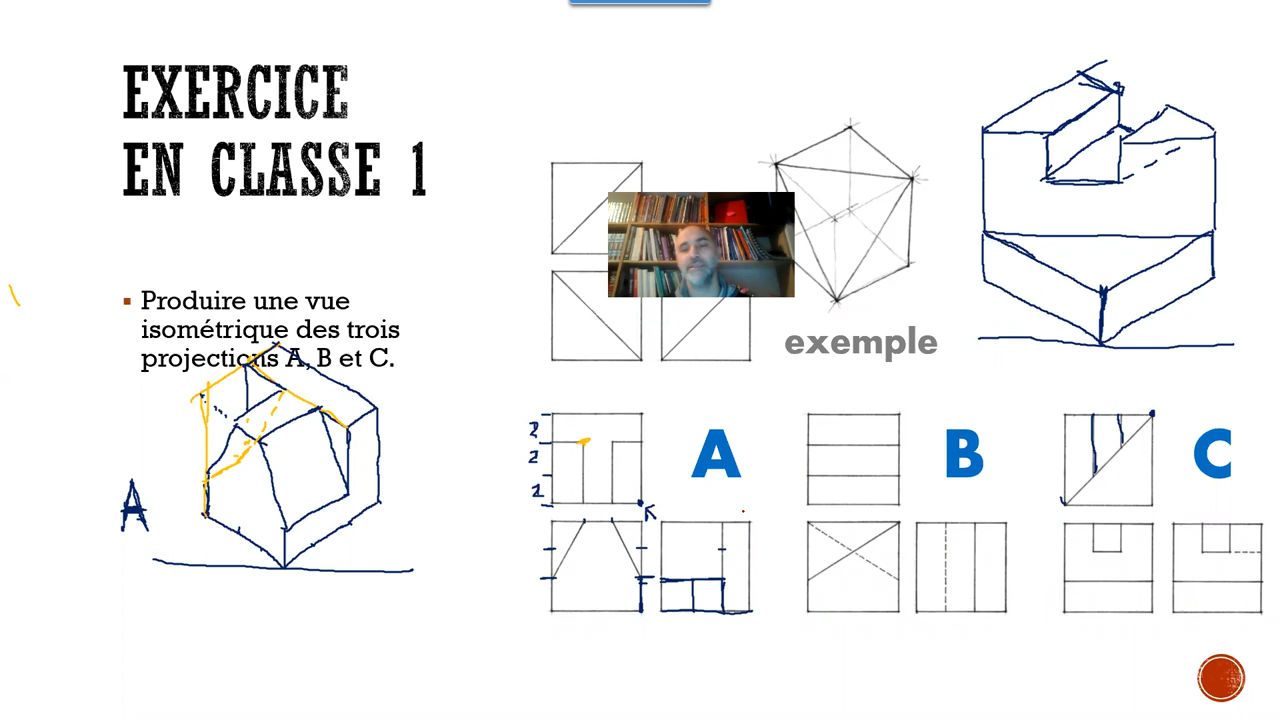 EXERCICE
EN CLASSE 1
Produire une vue
isométrique des trois
projections A, B et C.
exemple
A
B
C
A
2
2
1